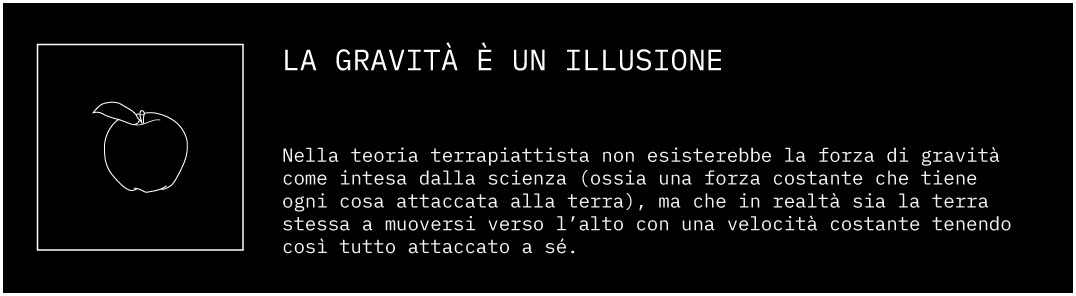 LA GRAVITÀ È UN ILLUSIONE
Nella teoria terrapiattista non esisterebbe la forza di gravità
come intesa dalla scienza (ossia una forza costante che tiene
ogni cosa attaccata alla terra), ma che in realtà sia la terra
stessa a muoversi verso l’alto con una velocità costante tenendo
così tutto attaccato a sé.